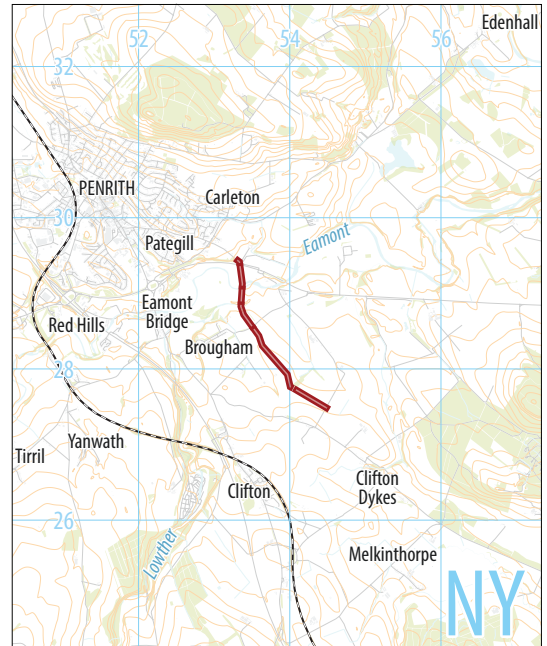 52
54
56
Edenhall
32
PENRITH
Carleton
30
Pategill
Eamont
Eamont
Bridge
Red Hills
Brougham
28
Yanwath
Tirril
Clifton
Clifton
Dykes
26
Lowther
Melkinthorpe
NY